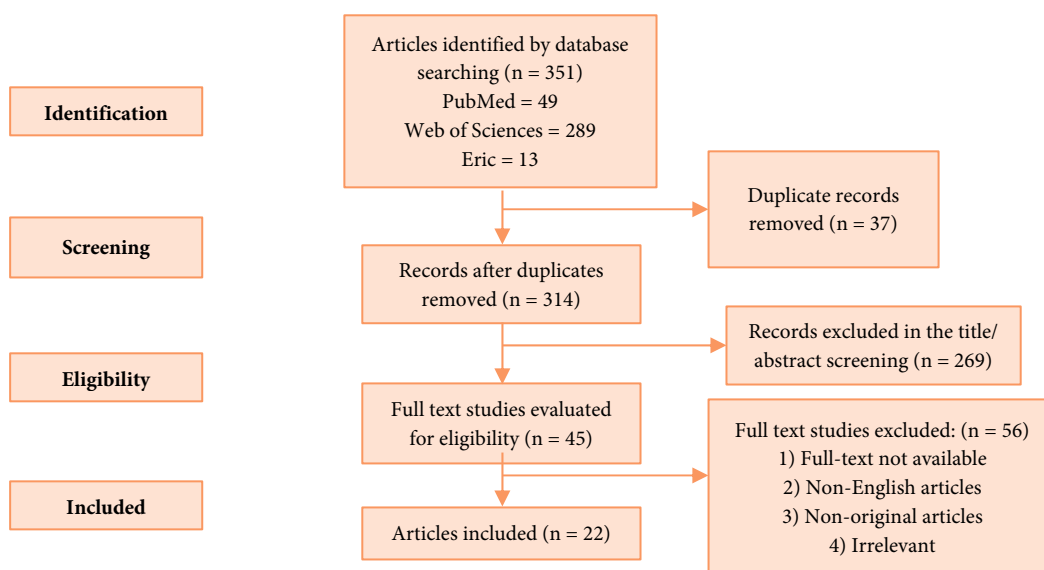 Identification
Articles identified by database
searching (n = 351)
PubMed = 49
Web of Sciences = 289
Eric = 13
Duplicate records
removed (n = 37)
Screening
Records after duplicates
removed (n = 314)
Records excluded in the title/
abstract screening (n = 269)
Eligibility
Full text studies evaluated
for eligibility (n = 45)
Full text studies excluded: (n = 56)
1) Full-text not available
2) Non-English articles
3) Non-original articles
4) Irrelevant
Included
Articles included (n = 22)